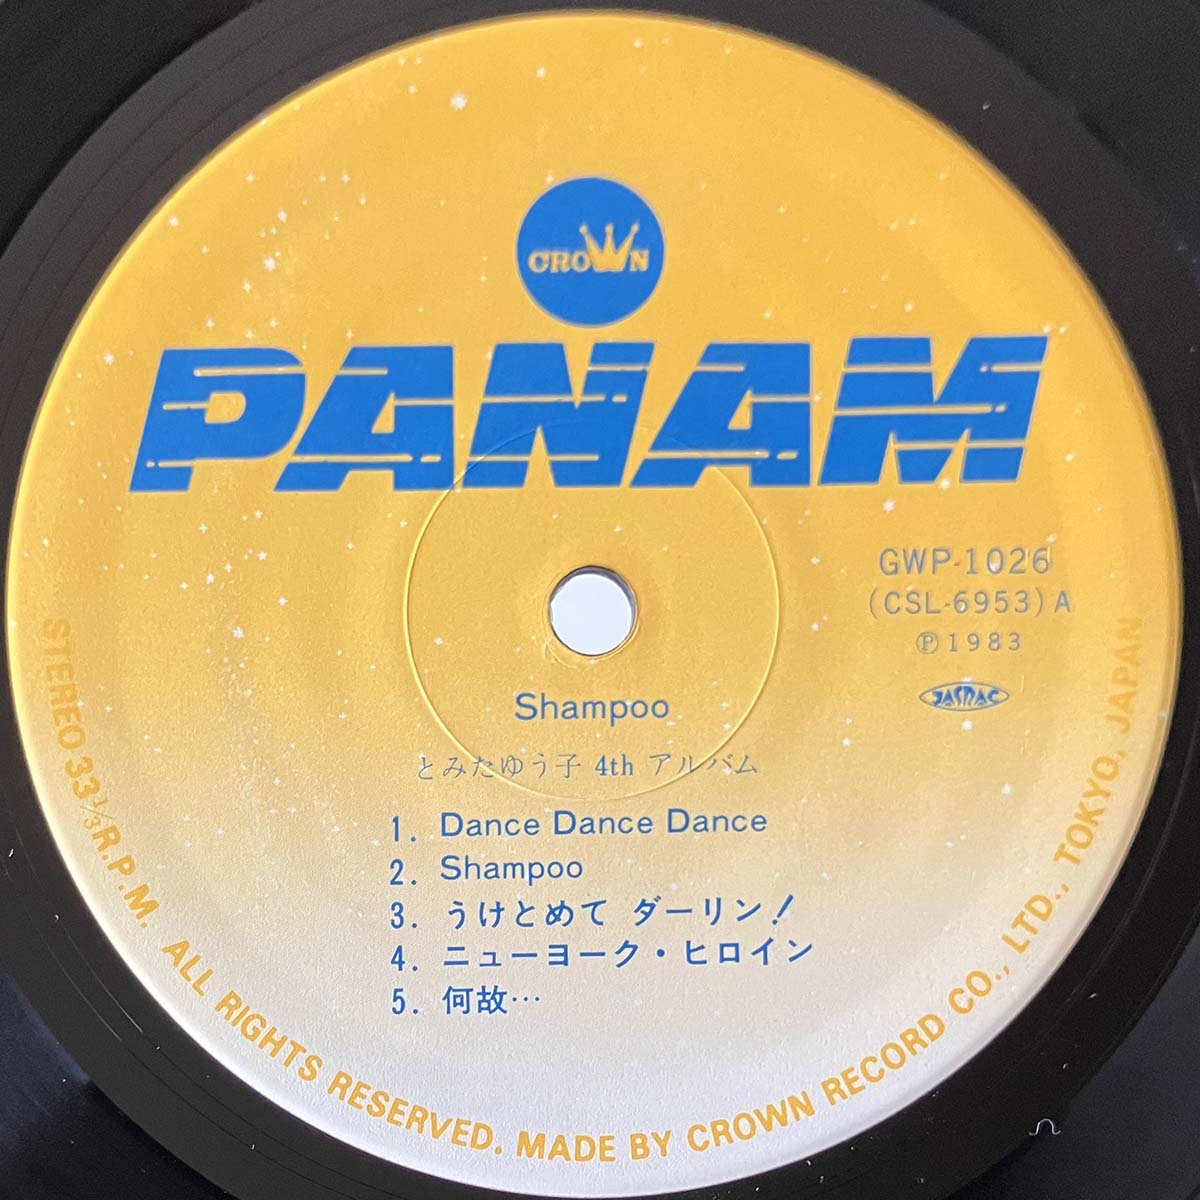 CROWN
PANAM
GWP-1026
(CSL-6953) A
Ⓟ1983
JASRAC
Shampoo
とみたゆう子 4th アルバム
1. Dance Dance Dance
2. Shampoo
3. うけとめて ダーリン!
4. ニューヨーク・ヒロイン
5. 何故…
STEREO 33⅓ R.P.M. ALL RIGHTS RESERVED. MADE BY CROWN RECORD CO., LTD., TOKYO, JAPAN